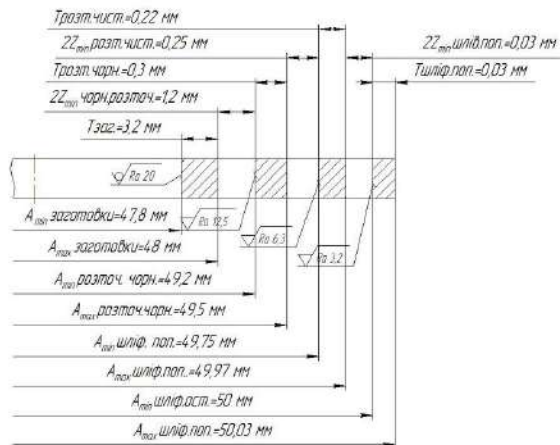 Tрозт.чист.=0,22 мм
2Zmin розт.чист.=0,25 мм
2Zmin шліф.поп.=0,03 мм
Tрозт.чорн.=0,3 мм
Tшліф.поп.=0,03 мм
2Zmin чорн.розточ.=1,2 мм
Tзаг.=3,2 мм
Ra 20
Amin заготовки=47,8 мм
Ra 12,5
Ra 6,3
Amax заготовки=48 мм
Ra 3,2
Amin розточ. чорн.=49,2 мм
Amax розточ.чорн.=49,5 мм
Amin шліф. поп.=49,75 мм
Amax шліф.поп..=49,97 мм
Amin шліф.ост.=50 мм
Amax шліф.поп.=50,03 мм